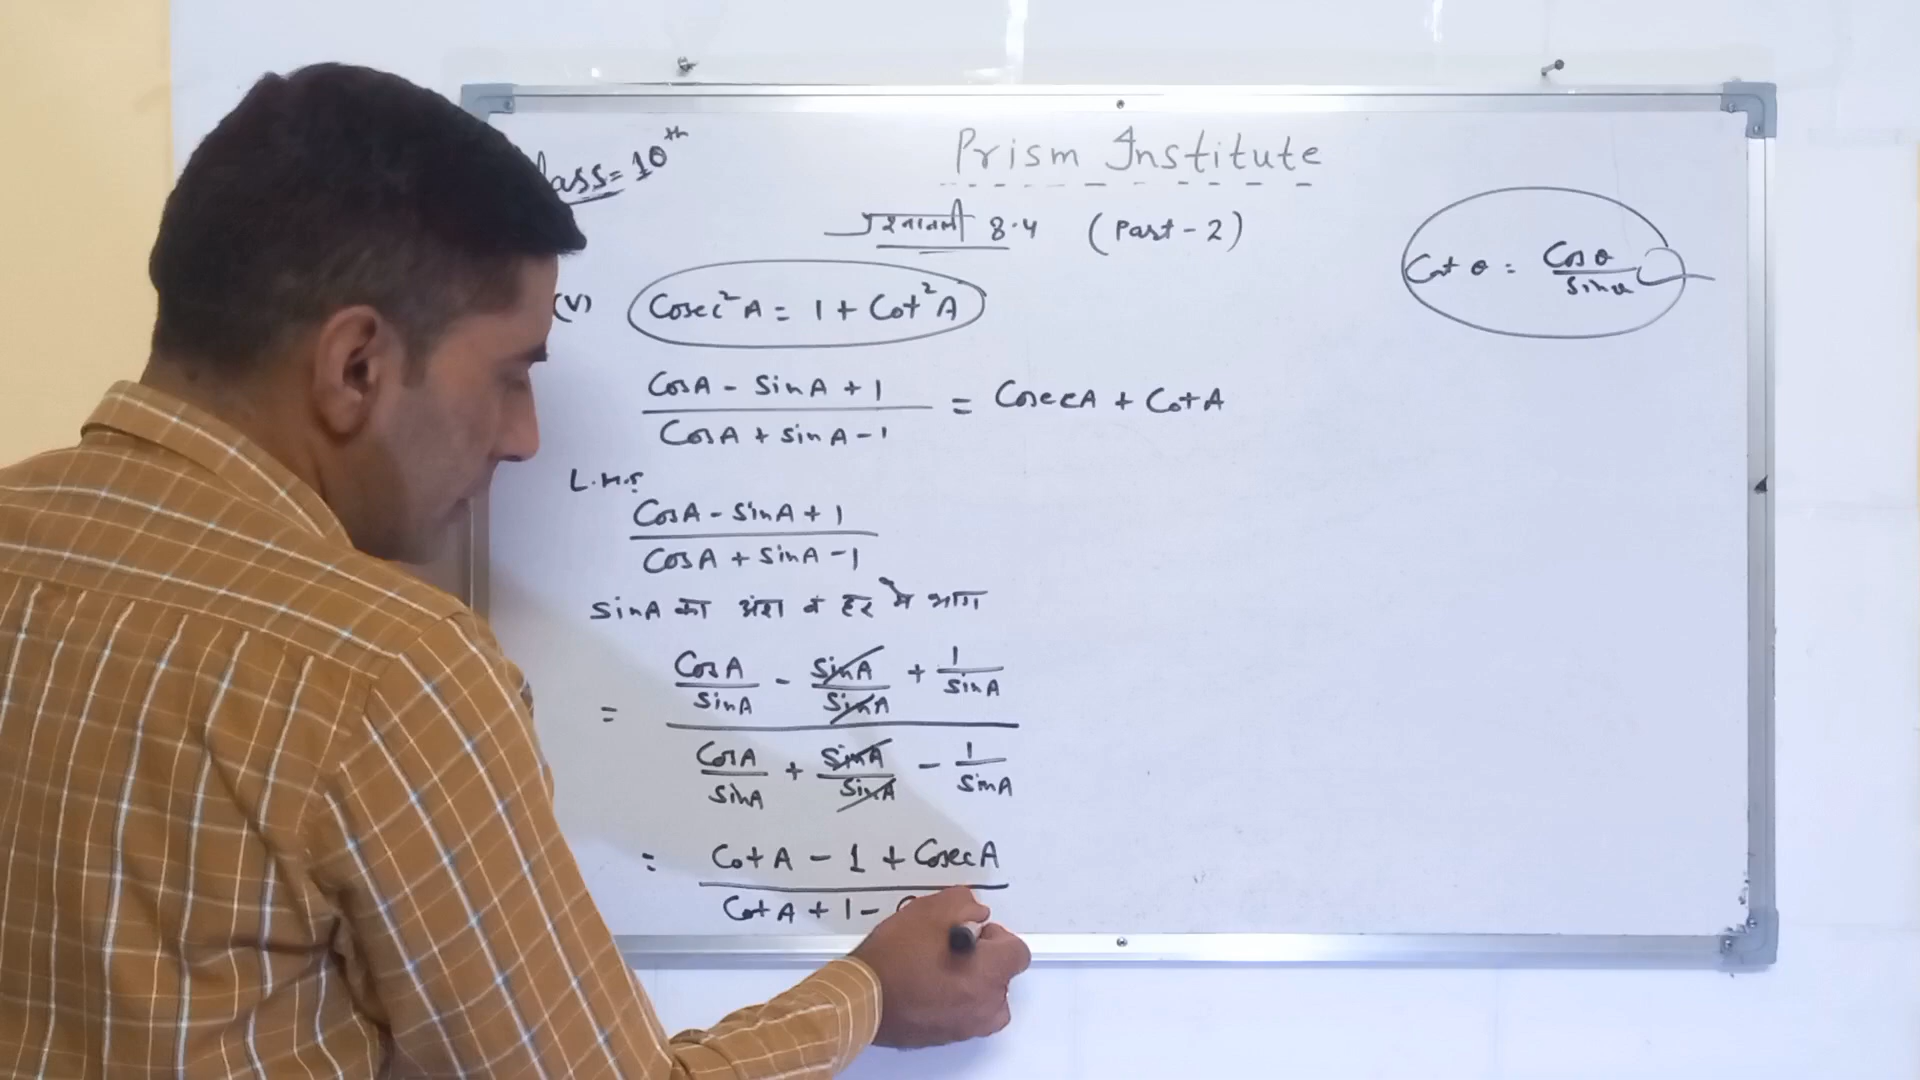 Class = 10th
Prism Institute
प्रश्नावली 8.4 (Part - 2)
Cot θ = Cos θ / Sin θ
(V) Cosec²A = 1 + Cot²A
CosA - SinA + 1 / CosA + SinA - 1 = CosecA + CotA
L.H.S
CosA - SinA + 1 / CosA + SinA - 1
SinA का अंश व हर में भाग
= CosA/SinA - SinA/SinA + 1/SinA
CosA/SinA + SinA/SinA - 1/SinA
= CotA - 1 + CosecA
CotA + 1 - C